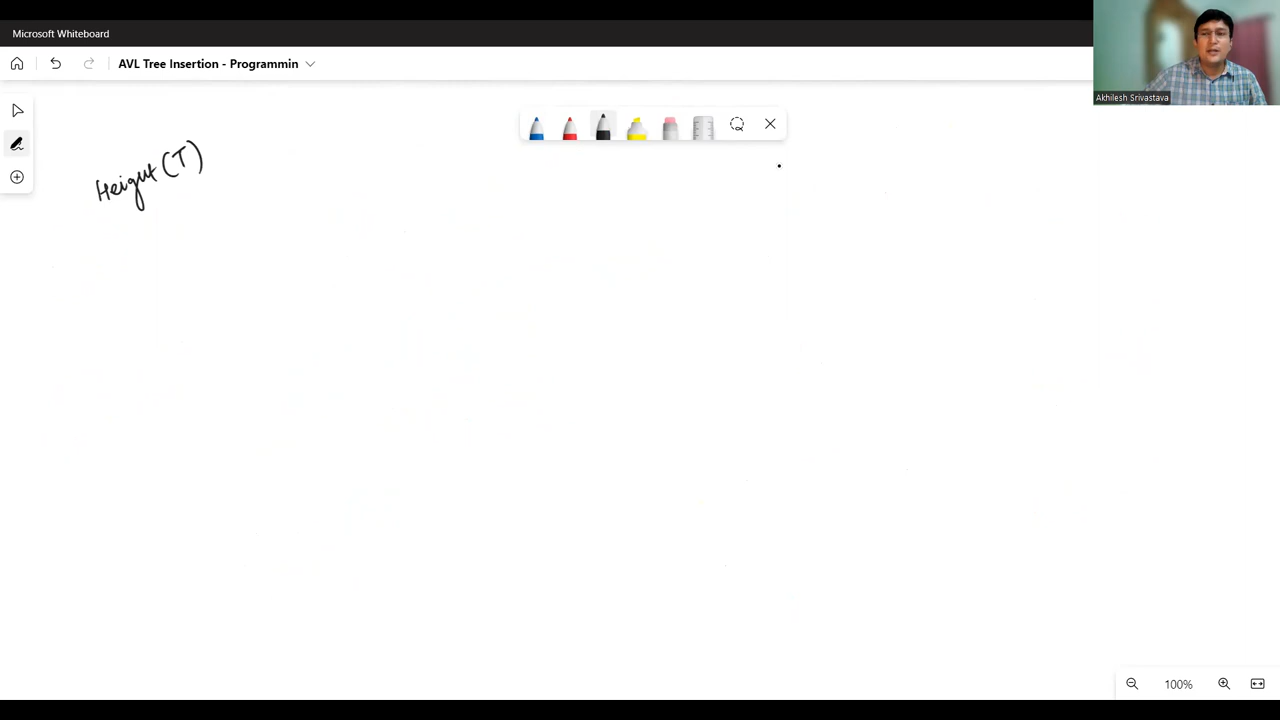 Microsoft Whiteboard
AVL Tree Insertion - Programmin
Akhilesh Srivastava
Height(T)
100%